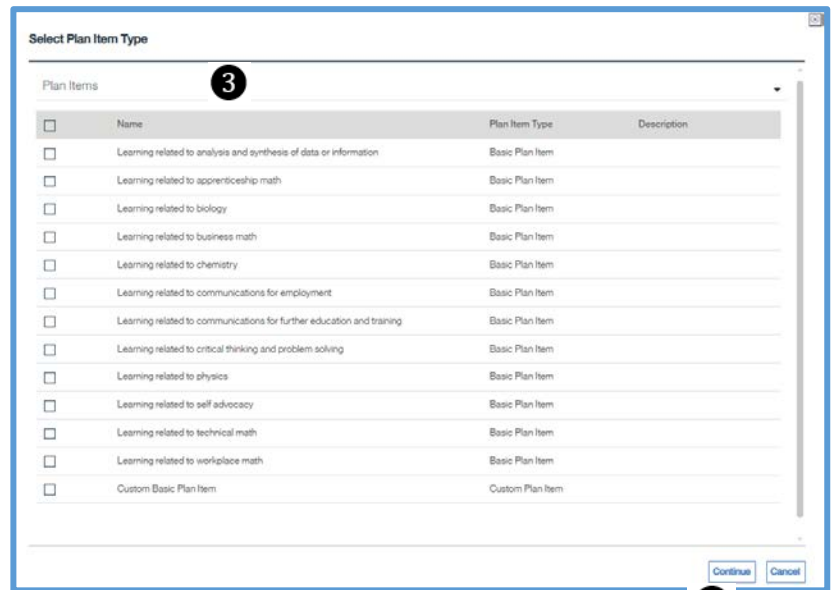 Select Plan Item Type
Plan Items
3
Name Plan Item Type Description
Learning related to analysis and synthesis of data or information Basic Plan Item
Learning related to apprenticeship math Basic Plan Item
Learning related to biology Basic Plan Item
Learning related to business math Basic Plan Item
Learning related to chemistry Basic Plan Item
Learning related to communications for employment Basic Plan Item
Learning related to communications for further education and training Basic Plan Item
Learning related to critical thinking and problem solving Basic Plan Item
Learning related to physics Basic Plan Item
Learning related to self advocacy Basic Plan Item
Learning related to technical math Basic Plan Item
Learning related to workplace math Basic Plan Item
Custom Basic Plan Item Custom Plan Item
Continue Cancel